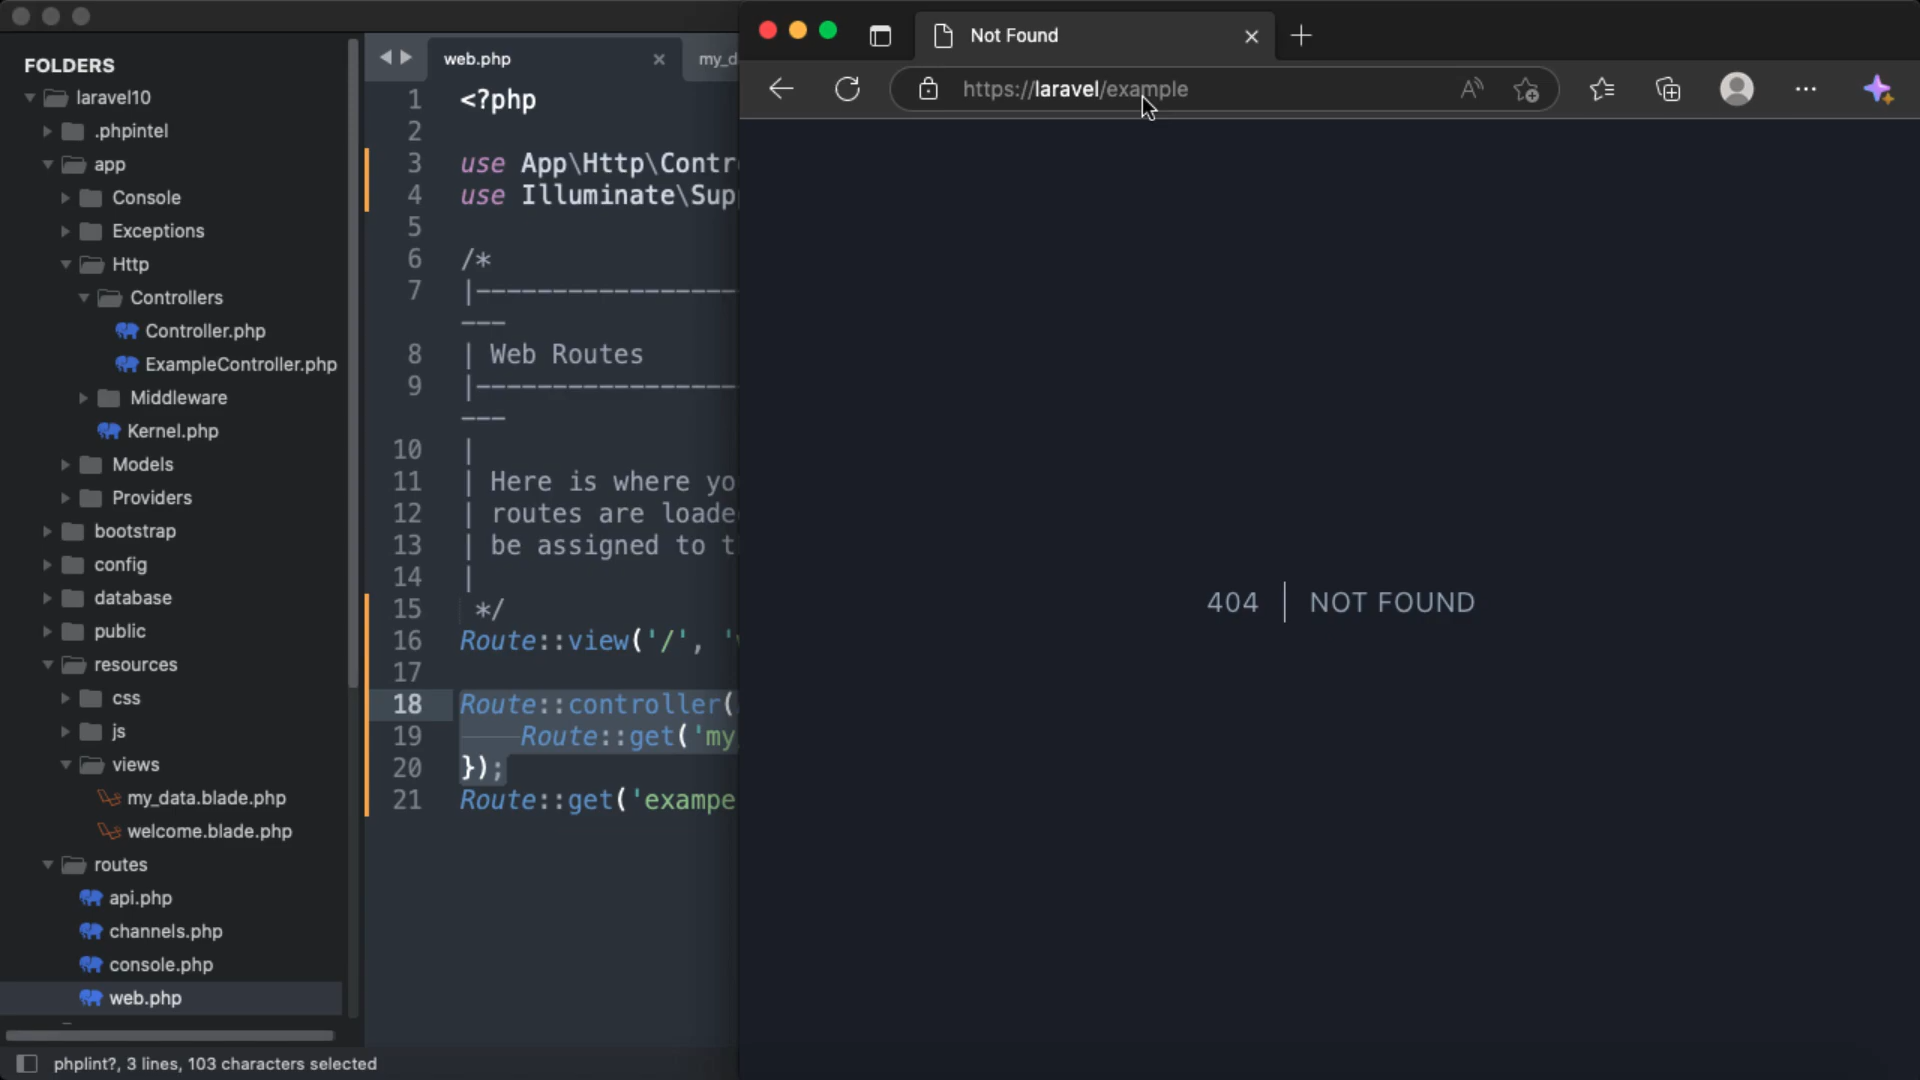 FOLDERS
laravel10
.phpintel
app
Console
Exceptions
Http
Controllers
Controller.php
ExampleController.php
Middleware
Kernel.php
Models
Providers
bootstrap
config
database
public
resources
css
js
views
my_data.blade.php
welcome.blade.php
routes
api.php
channels.php
console.php
web.php
phplint?, 3 lines, 103 characters selected
web.php
my_d
1 <?php
2
3 use App\Http\Contr
4 use Illuminate\Sup
5
6 /*
7 |-----------------
---
8 | Web Routes
9 |-----------------
---
10 |
11 | Here is where yo
12 | routes are loade
13 | be assigned to t
14 |
15 */
16 Route::view('/', '
17
18 Route::controller(
19 Route::get('my
20 });
21 Route::get('exampe
Not Found
https://laravel/example
404 | NOT FOUND